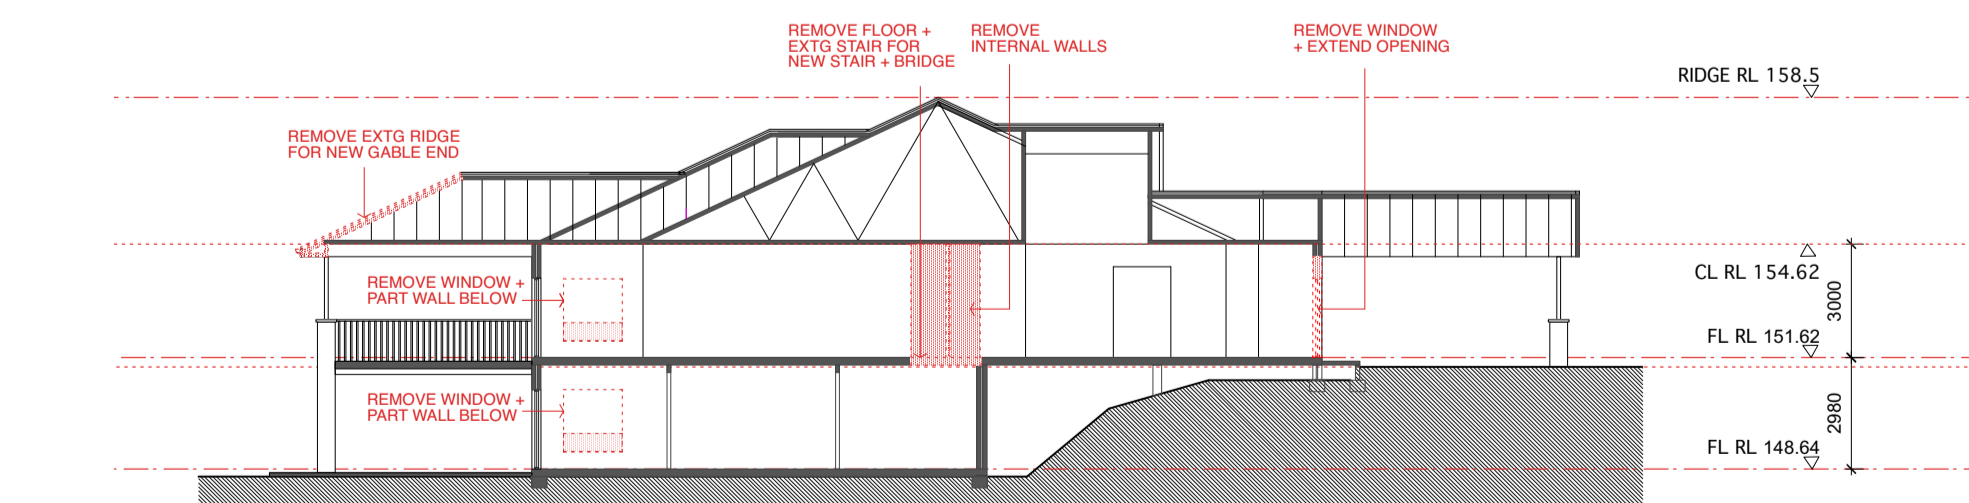 REMOVE FLOOR +
EXTG STAIR FOR
NEW STAIR + BRIDGE
REMOVE
INTERNAL WALLS
REMOVE WINDOW
+ EXTEND OPENING
RIDGE RL 158.5
REMOVE EXTG RIDGE
FOR NEW GABLE END
CL RL 154.62
REMOVE WINDOW +
PART WALL BELOW
3000
FL RL 151.62
REMOVE WINDOW +
PART WALL BELOW
2980
FL RL 148.64